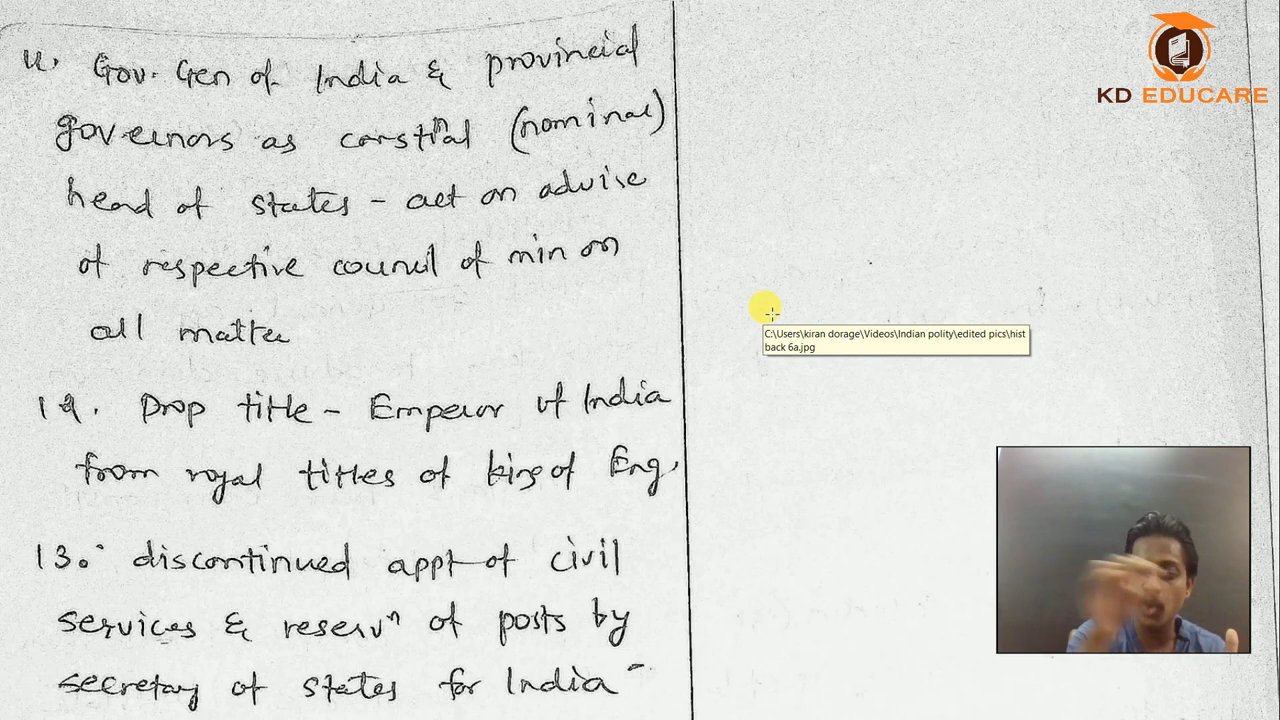 11. Gov. Gen of India & provincial
governors as constnal (nominal)
head of states - act on advise
of respective council of min on
all matter
12. Drop title - Emperor of India
from royal titles of king of Eng.
13. discontinued appt of civil
services & reservn of posts by
secretary of states for India
KD EDUCARE
C:\Users\kiran dorage\Videos\Indian polity\edited pics\hist
back 6a.jpg